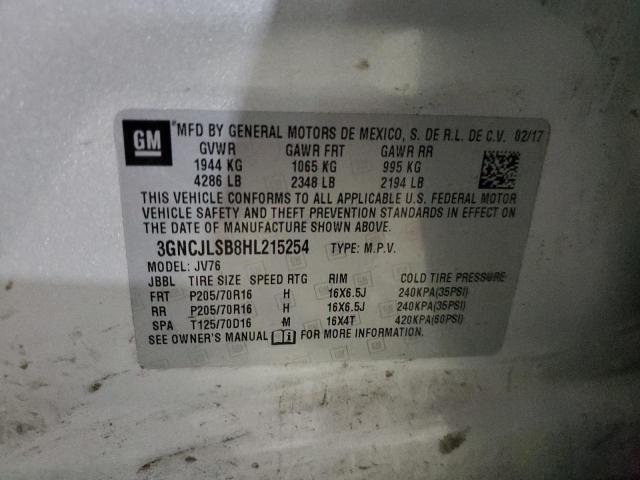 GM *MFD BY GENERAL MOTORS DE MEXICO, S. DE R.L. DE C.V. 02/17
GVWR GAWR FRT GAWR RR
1944 KG 1065 KG 995 KG
4286 LB 2348 LB 2194 LB
THIS VEHICLE CONFORMS TO ALL APPLICABLE U.S. FEDERAL MOTOR
VEHICLE SAFETY AND THEFT PREVENTION STANDARDS IN EFFECT ON
THE DATE OF MANUFACTURE SHOWN ABOVE.
3GNCJLSB8HL215254 TYPE: M.P.V.
MODEL: JV76
JBBL TIRE SIZE SPEED RTG RIM COLD TIRE PRESSURE
FRT P205/70R16 H 16X6.5J 240KPA(35PSI)
RR P205/70R16 H 16X6.5J 240KPA(35PSI)
SPA T125/70D16 M 16X4T 420KPA(60PSI)
SEE OWNER'S MANUAL FOR MORE INFORMATION.